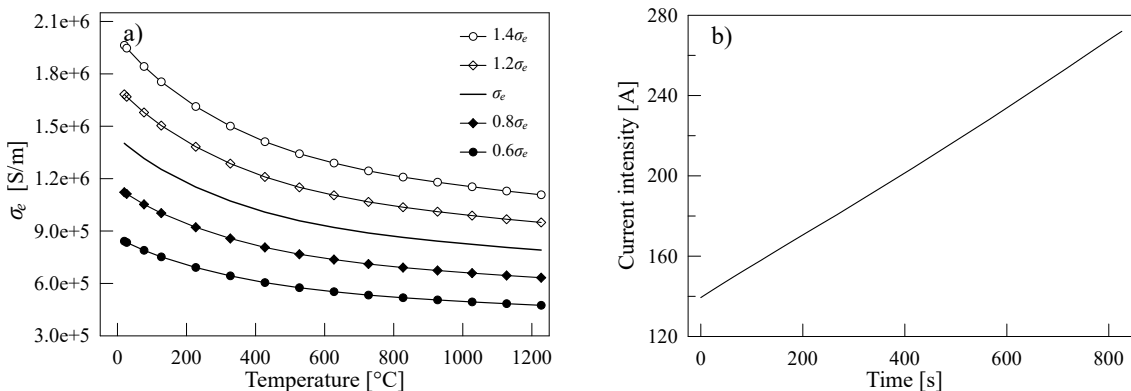 a)
2.1e+6
1.8e+6
1.5e+6
1.2e+6
9.0e+5
6.0e+5
3.0e+5
σe [S/m]
1.4σe
1.2σe
σe
0.8σe
0.6σe
0 200 400 600 800 1000 1200
Temperature [°C]
b)
280
240
200
160
120
Current intensity [A]
0 200 400 600 800
Time [s]